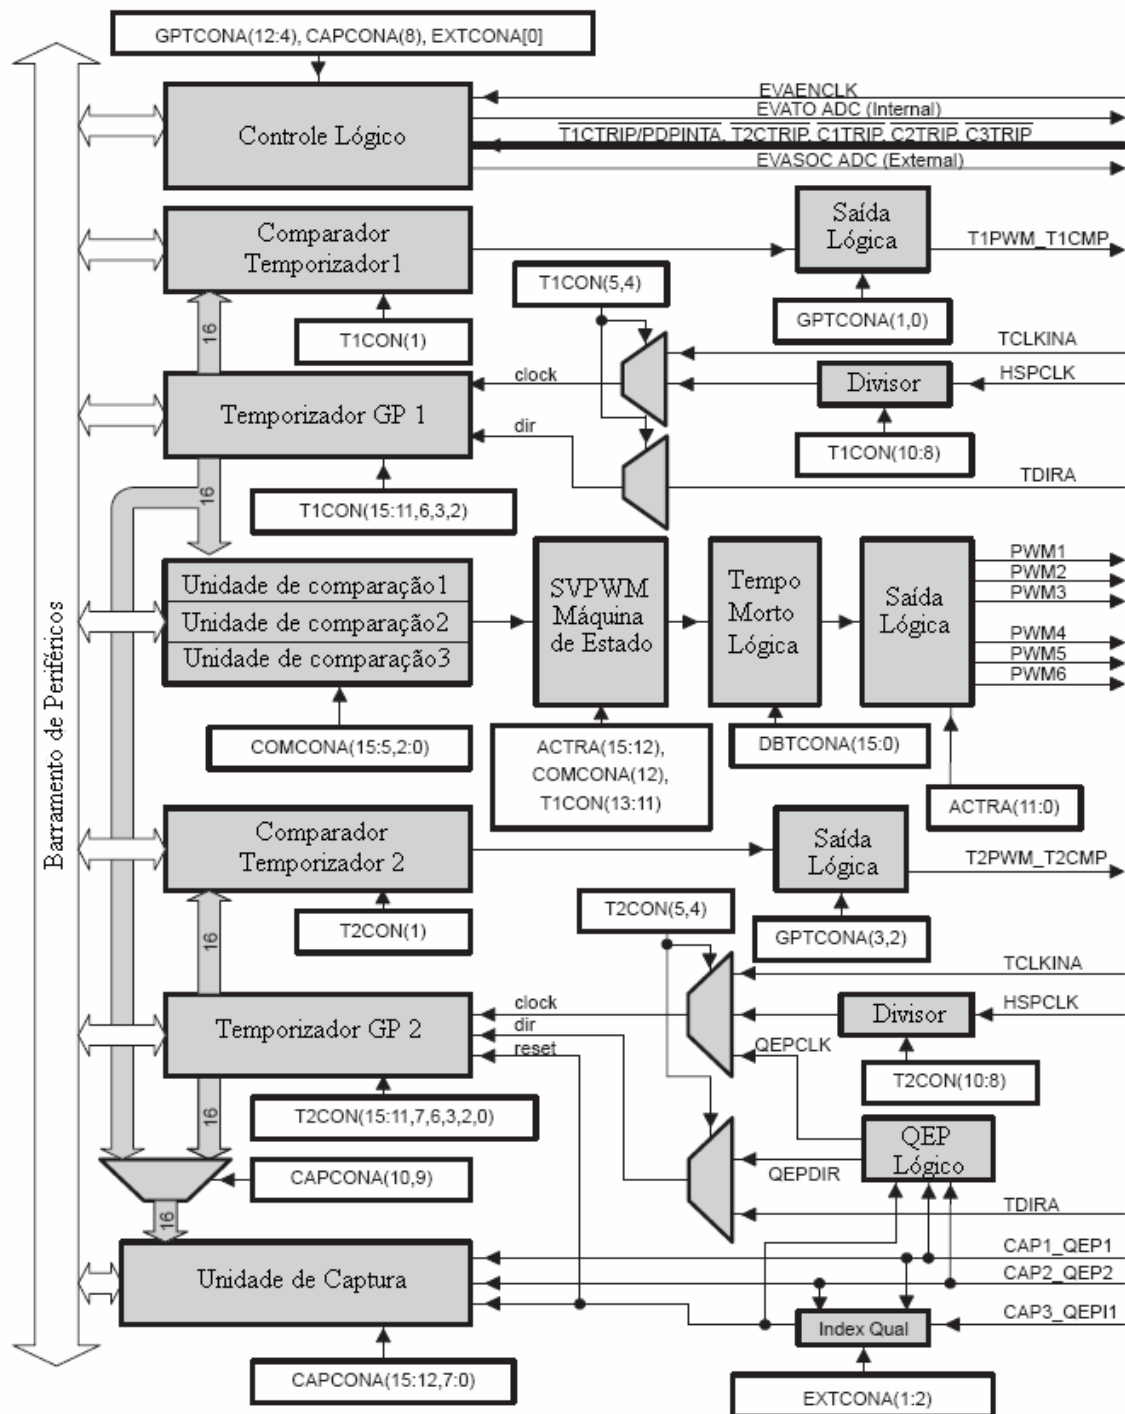 GPTCONA(12:4), CAPCONA(8), EXTCONA[0]
Controle Lógico
EVAENCLK
EVATO ADC (Internal)
T1CTRIP/PDPINTA, T2CTRIP, C1TRIP, C2TRIP, C3TRIP
EVASOC ADC (External)
Comparador
Temporizador1
Saída
Lógica
T1PWM_T1CMP
T1CON(5,4)
GPTCONA(1,0)
16
T1CON(1)
TCLKINA
clock
Divisor
HSPCLK
Temporizador GP 1
dir
T1CON(10:8)
TDIRA
16
T1CON(15:11,6,3,2)
Barramento de Periféricos
Unidade de comparação1
Unidade de comparação2
Unidade de comparação3
SVPWM
Máquina
de Estado
Tempo
Morto
Lógica
Saída
Lógica
PWM1
PWM2
PWM3
PWM4
PWM5
PWM6
COMCONA(15:5,2:0)
ACTRA(15:12),
COMCONA(12),
T1CON(13:11)
DBTCONA(15:0)
ACTRA(11:0)
Comparador
Temporizador 2
Saída
Lógica
T2PWM_T2CMP
T2CON(1)
T2CON(5,4)
GPTCONA(3,2)
16
TCLKINA
clock
Divisor
HSPCLK
Temporizador GP 2
dir
reset
QEPCLK
T2CON(10:8)
T2CON(15:11,7,6,3,2,0)
16
QEP
Lógico
CAPCONA(10,9)
QEPDIR
TDIRA
16
Unidade de Captura
CAP1_QEP1
CAP2_QEP2
CAP3_QEPI1
Index Qual
CAPCONA(15:12,7:0)
EXTCONA(1:2)